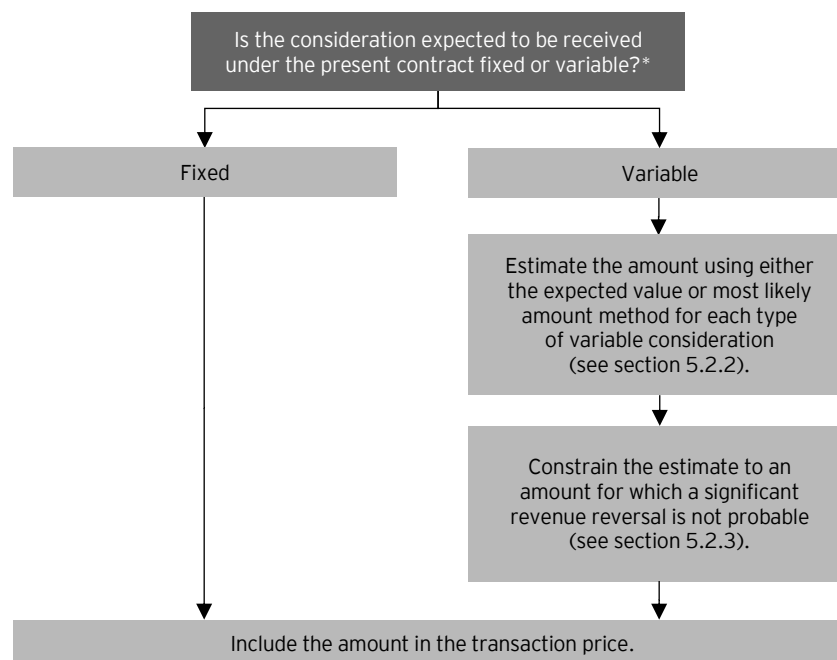 Is the consideration expected to be received
under the present contract fixed or variable?*
Fixed
Variable
Estimate the amount using either
the expected value or most likely
amount method for each type
of variable consideration
(see section 5.2.2).
Constrain the estimate to an
amount for which a significant
revenue reversal is not probable
(see section 5.2.3).
Include the amount in the transaction price.